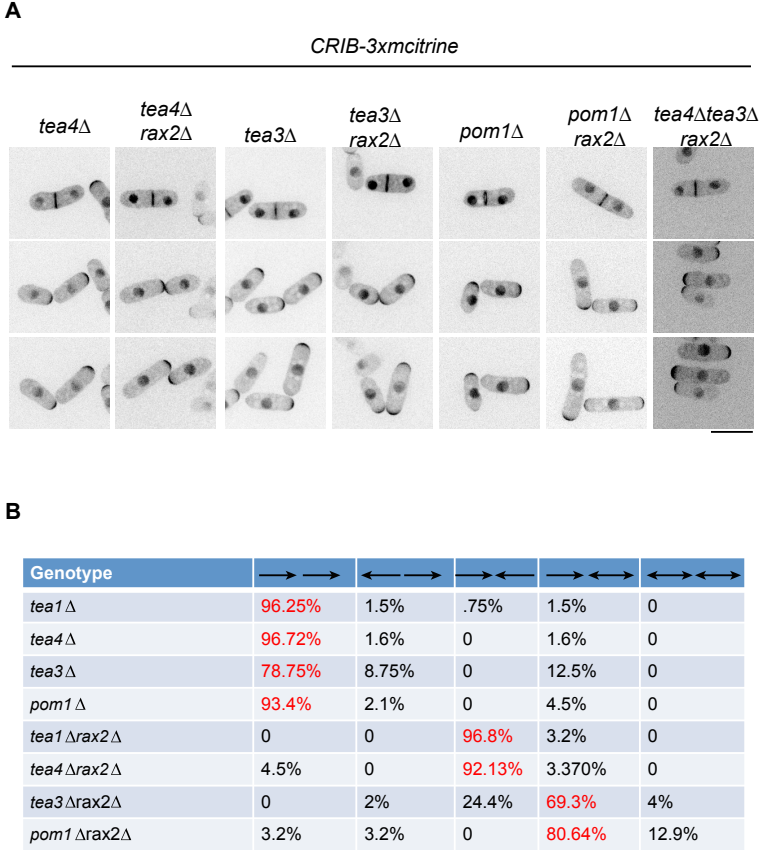 A
CRIB-3xmcitrine
tea4Δ
tea4Δ
rax2Δ
tea3Δ
tea3Δ
rax2Δ
pom1Δ
pom1Δ
rax2Δ
tea4Δtea3Δ
rax2Δ
B
Genotype
tea1Δ 96.25% 1.5% .75% 1.5% 0
tea4Δ 96.72% 1.6% 0 1.6% 0
tea3Δ 78.75% 8.75% 0 12.5% 0
pom1Δ 93.4% 2.1% 0 4.5% 0
tea1Δrax2Δ 0 0 96.8% 3.2% 0
tea4Δrax2Δ 4.5% 0 92.13% 3.370% 0
tea3Δrax2Δ 0 2% 24.4% 69.3% 4%
pom1Δrax2Δ 3.2% 3.2% 0 80.64% 12.9%